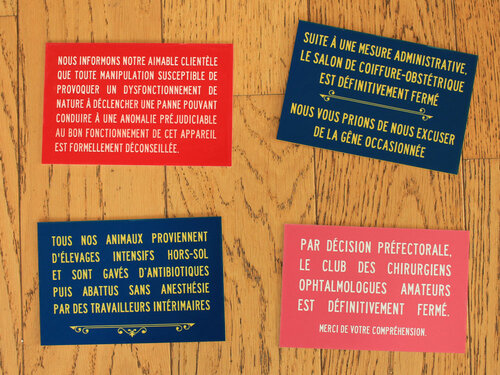 NOUS INFORMONS NOTRE AIMABLE CLIENTÈLE
QUE TOUTE MANIPULATION SUSCEPTIBLE DE
PROVOQUER UN DYSFONCTIONNEMENT DE
NATURE À DÉCLENCHER UNE PANNE POUVANT
CONDUIRE À UNE ANOMALIE PRÉJUDICIABLE
AU BON FONCTIONNEMENT DE CET APPAREIL
EST FORMELLEMENT DÉCONSEILLÉE.
SUITE À UNE MESURE ADMINISTRATIVE,
LE SALON DE COIFFURE-OBSTÉTRIQUE
EST DÉFINITIVEMENT FERMÉ
NOUS VOUS PRIONS DE NOUS EXCUSER
DE LA GÊNE OCCASIONNÉE
TOUS NOS ANIMAUX PROVIENNENT
D'ÉLEVAGES INTENSIFS HORS-SOL
ET SONT GAVÉS D'ANTIBIOTIQUES
PUIS ABATTUS SANS ANESTHÉSIE
PAR DES TRAVAILLEURS INTÉRIMAIRES
PAR DÉCISION PRÉFECTORALE,
LE CLUB DES CHIRURGIENS
OPHTALMOLOGUES AMATEURS
EST DÉFINITIVEMENT FERMÉ.
MERCI DE VOTRE COMPRÉHENSION.